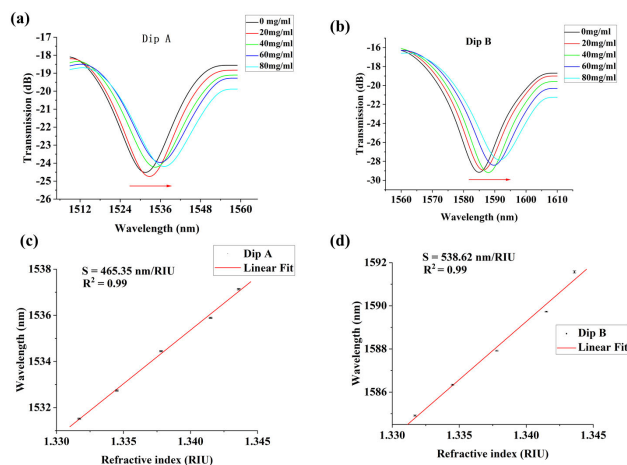 (a)
Dip A
0 mg/ml
20mg/ml
40mg/ml
60mg/ml
80mg/ml
-17
-18
-19
-20
-21
-22
-23
-24
-25
-26
Transmission (dB)
1512 1524 1536 1548 1560
Wavelength (nm)
(b)
Dip B
0mg/ml
20mg/ml
40mg/ml
60mg/ml
80mg/ml
-16
-18
-20
-22
-24
-26
-28
-30
Transmission (dB)
1560 1570 1580 1590 1600 1610
Wavelength (nm)
(c)
S = 465.35 nm/RIU
R² = 0.99
Dip A
Linear Fit
1538
1537
1534
1533
1531
Wavelength (nm)
1.330 1.335 1.340 1.345
Refractive index (RIU)
(d)
S = 538.62 nm/RIU
R² = 0.99
Dip B
Linear Fit
1592
1590
1588
1586
Wavelength (nm)
1.330 1.335 1.340 1.345
Refractive index (RIU)